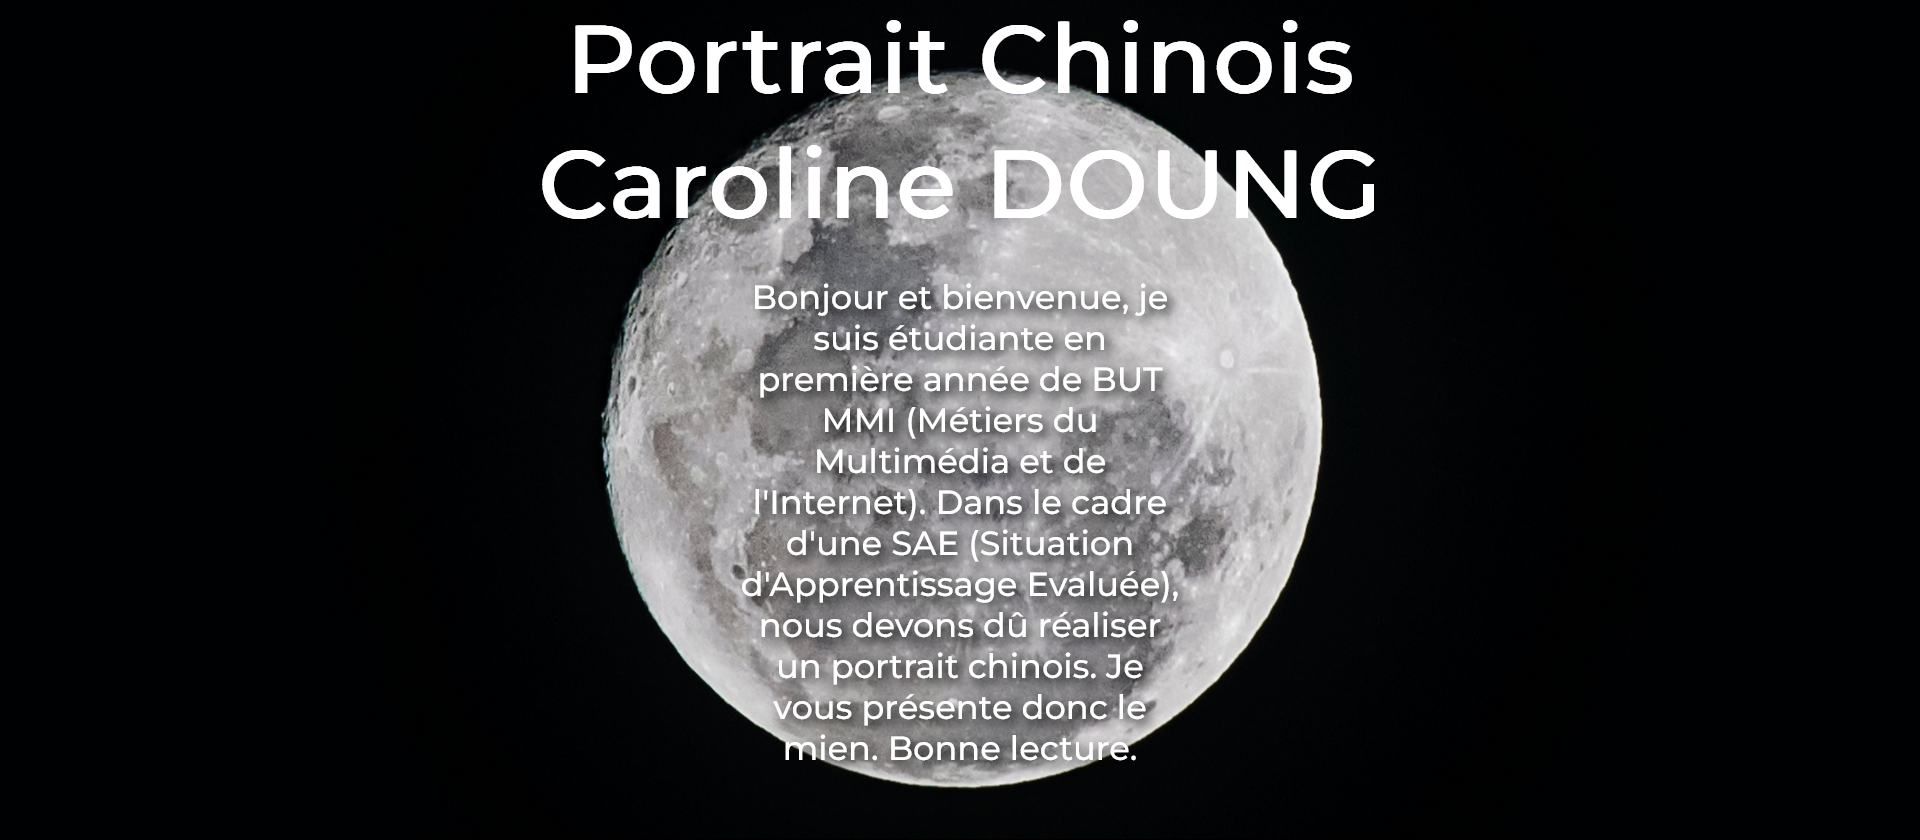 Portrait Chinois
Caroline DOUNG
Bonjour et bienvenue, je
suis étudiante en
première année de BUT
MMI (Métiers du
Multimédia et de
l'Internet). Dans le cadre
d'une SAE (Situation
d'Apprentissage Evaluée),
nous devons dû réaliser
un portrait chinois. Je
vous présente donc le
mien. Bonne lecture.